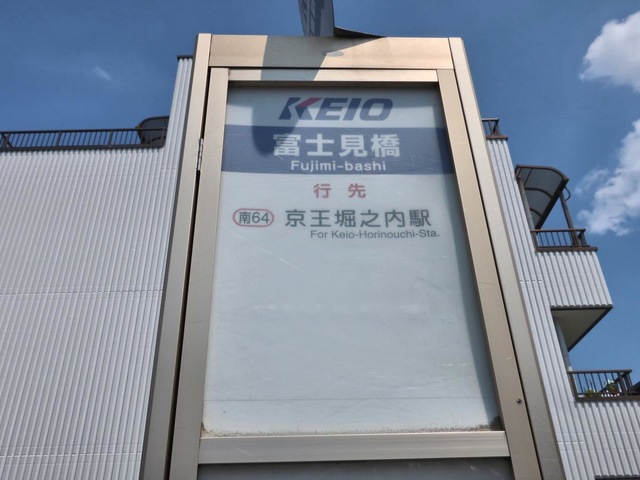 KEIO
富士見橋
Fujimi-bashi
行先
南64 京王堀之内駅
For Keio-Horinouchi-Sta.